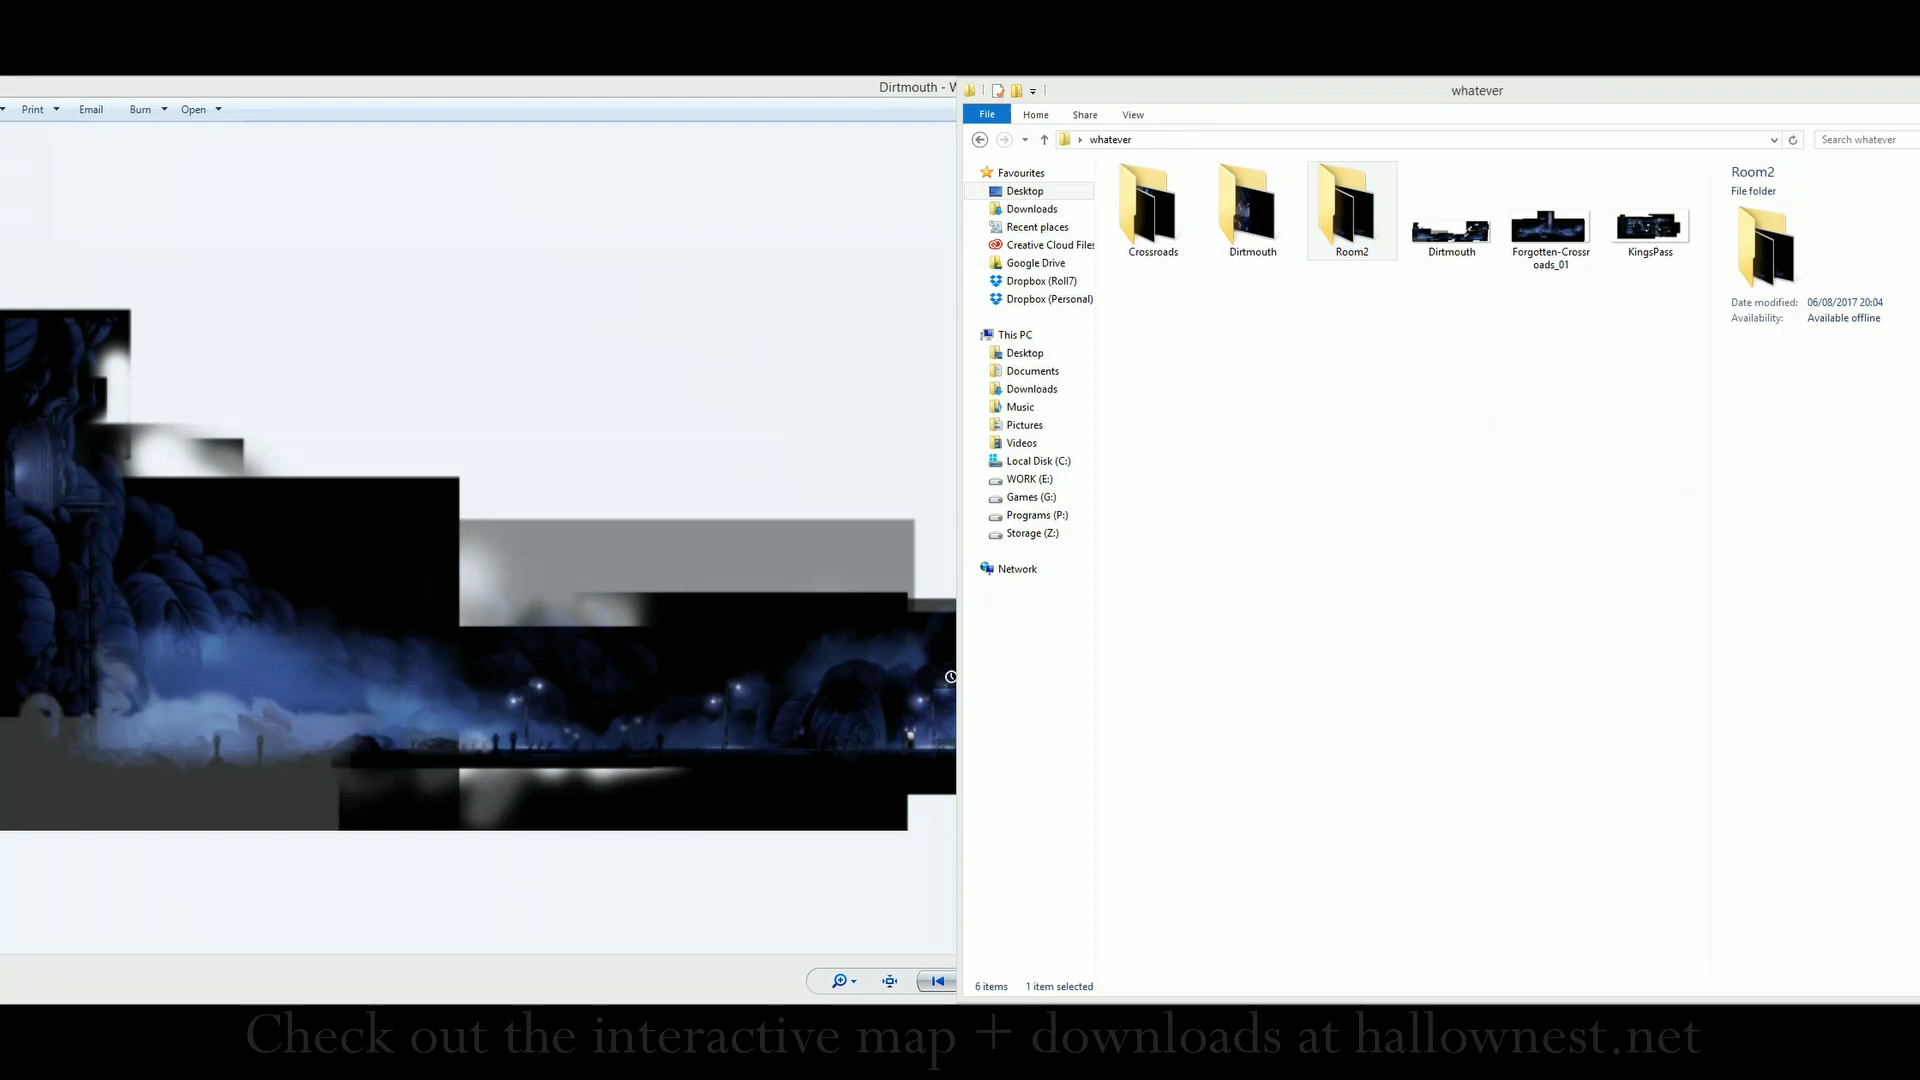 Dirtmouth - W
Print
Email
Burn
Open
whatever
File
Home
Share
View
whatever
Search whatever
Favourites
Desktop
Downloads
Recent places
Creative Cloud Files
Google Drive
Dropbox (Roll7)
Dropbox (Personal)
This PC
Desktop
Documents
Downloads
Music
Pictures
Videos
Local Disk (C:)
WORK (E:)
Games (G:)
Programs (P:)
Storage (Z:)
Network
Crossroads
Dirtmouth
Room2
Dirtmouth
Forgotten-Crossr
oads_01
KingsPass
Room2
File folder
Date modified: 06/08/2017 20:04
Availability: Available offline
6 items 1 item selected
Check out the interactive map + downloads at hallownest.net